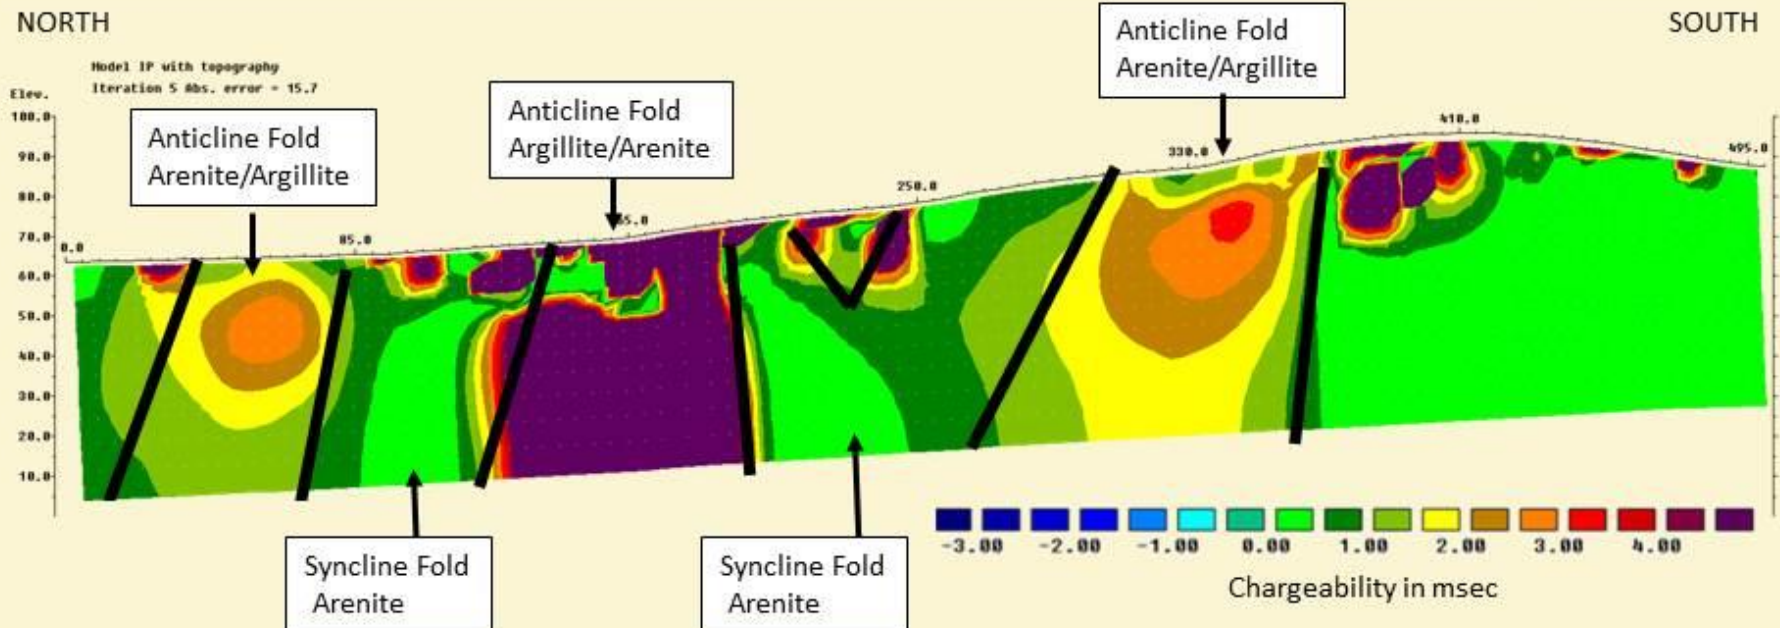 NORTH
SOUTH
Model IP with topography
Iteration 5 Abs. error = 15.7
Elev.
Anticline Fold
Arenite/Argillite
Anticline Fold
Argillite/Arenite
Anticline Fold
Arenite/Argillite
100.0
90.0
80.0
70.0
60.0
50.0
40.0
30.0
20.0
10.0
0.0
85.0
65.0
250.0
330.0
410.0
495.0
Syncline Fold
Arenite
Syncline Fold
Arenite
-3.00 -2.00 -1.00 0.00 1.00 2.00 3.00 4.00
Chargeability in msec